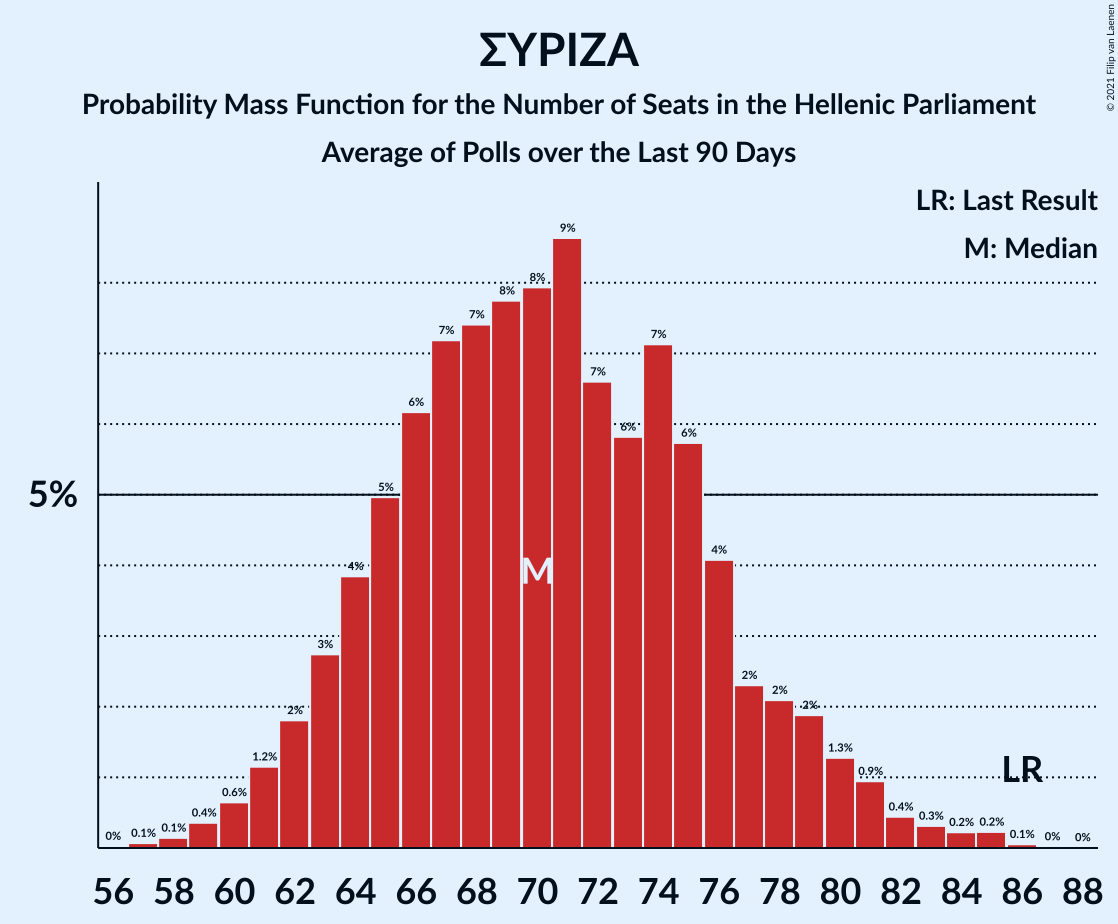 ΣΥΡΙΖΑ
Probability Mass Function for the Number of Seats in the Hellenic Parliament
Average of Polls over the Last 90 Days
© 2021 Filip van Laenen
LR: Last Result
M: Median
5%
0% 0.1% 0.1% 0.4% 0.6% 1.2% 2% 3% 4% 5% 6% 7% 7% 8% 8% 9% 7% 6% 7% 6% 4% 2% 2% 2% 1.3% 0.9% 0.4% 0.3% 0.2% 0.2% 0.1% 0% 0%
M
LR
56 58 60 62 64 66 68 70 72 74 76 78 80 82 84 86 88